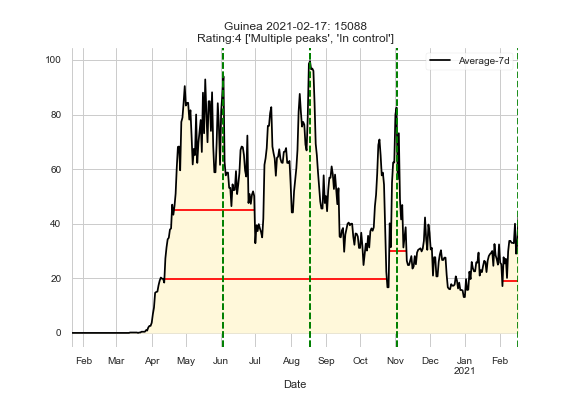 Guinea 2021-02-17: 15088
Rating:4 ['Multiple peaks', 'In control']
Average-7d
100
80
60
40
20
0
Feb Mar Apr May Jun Jul Aug Sep Oct Nov Dec Jan Feb
2021
Date